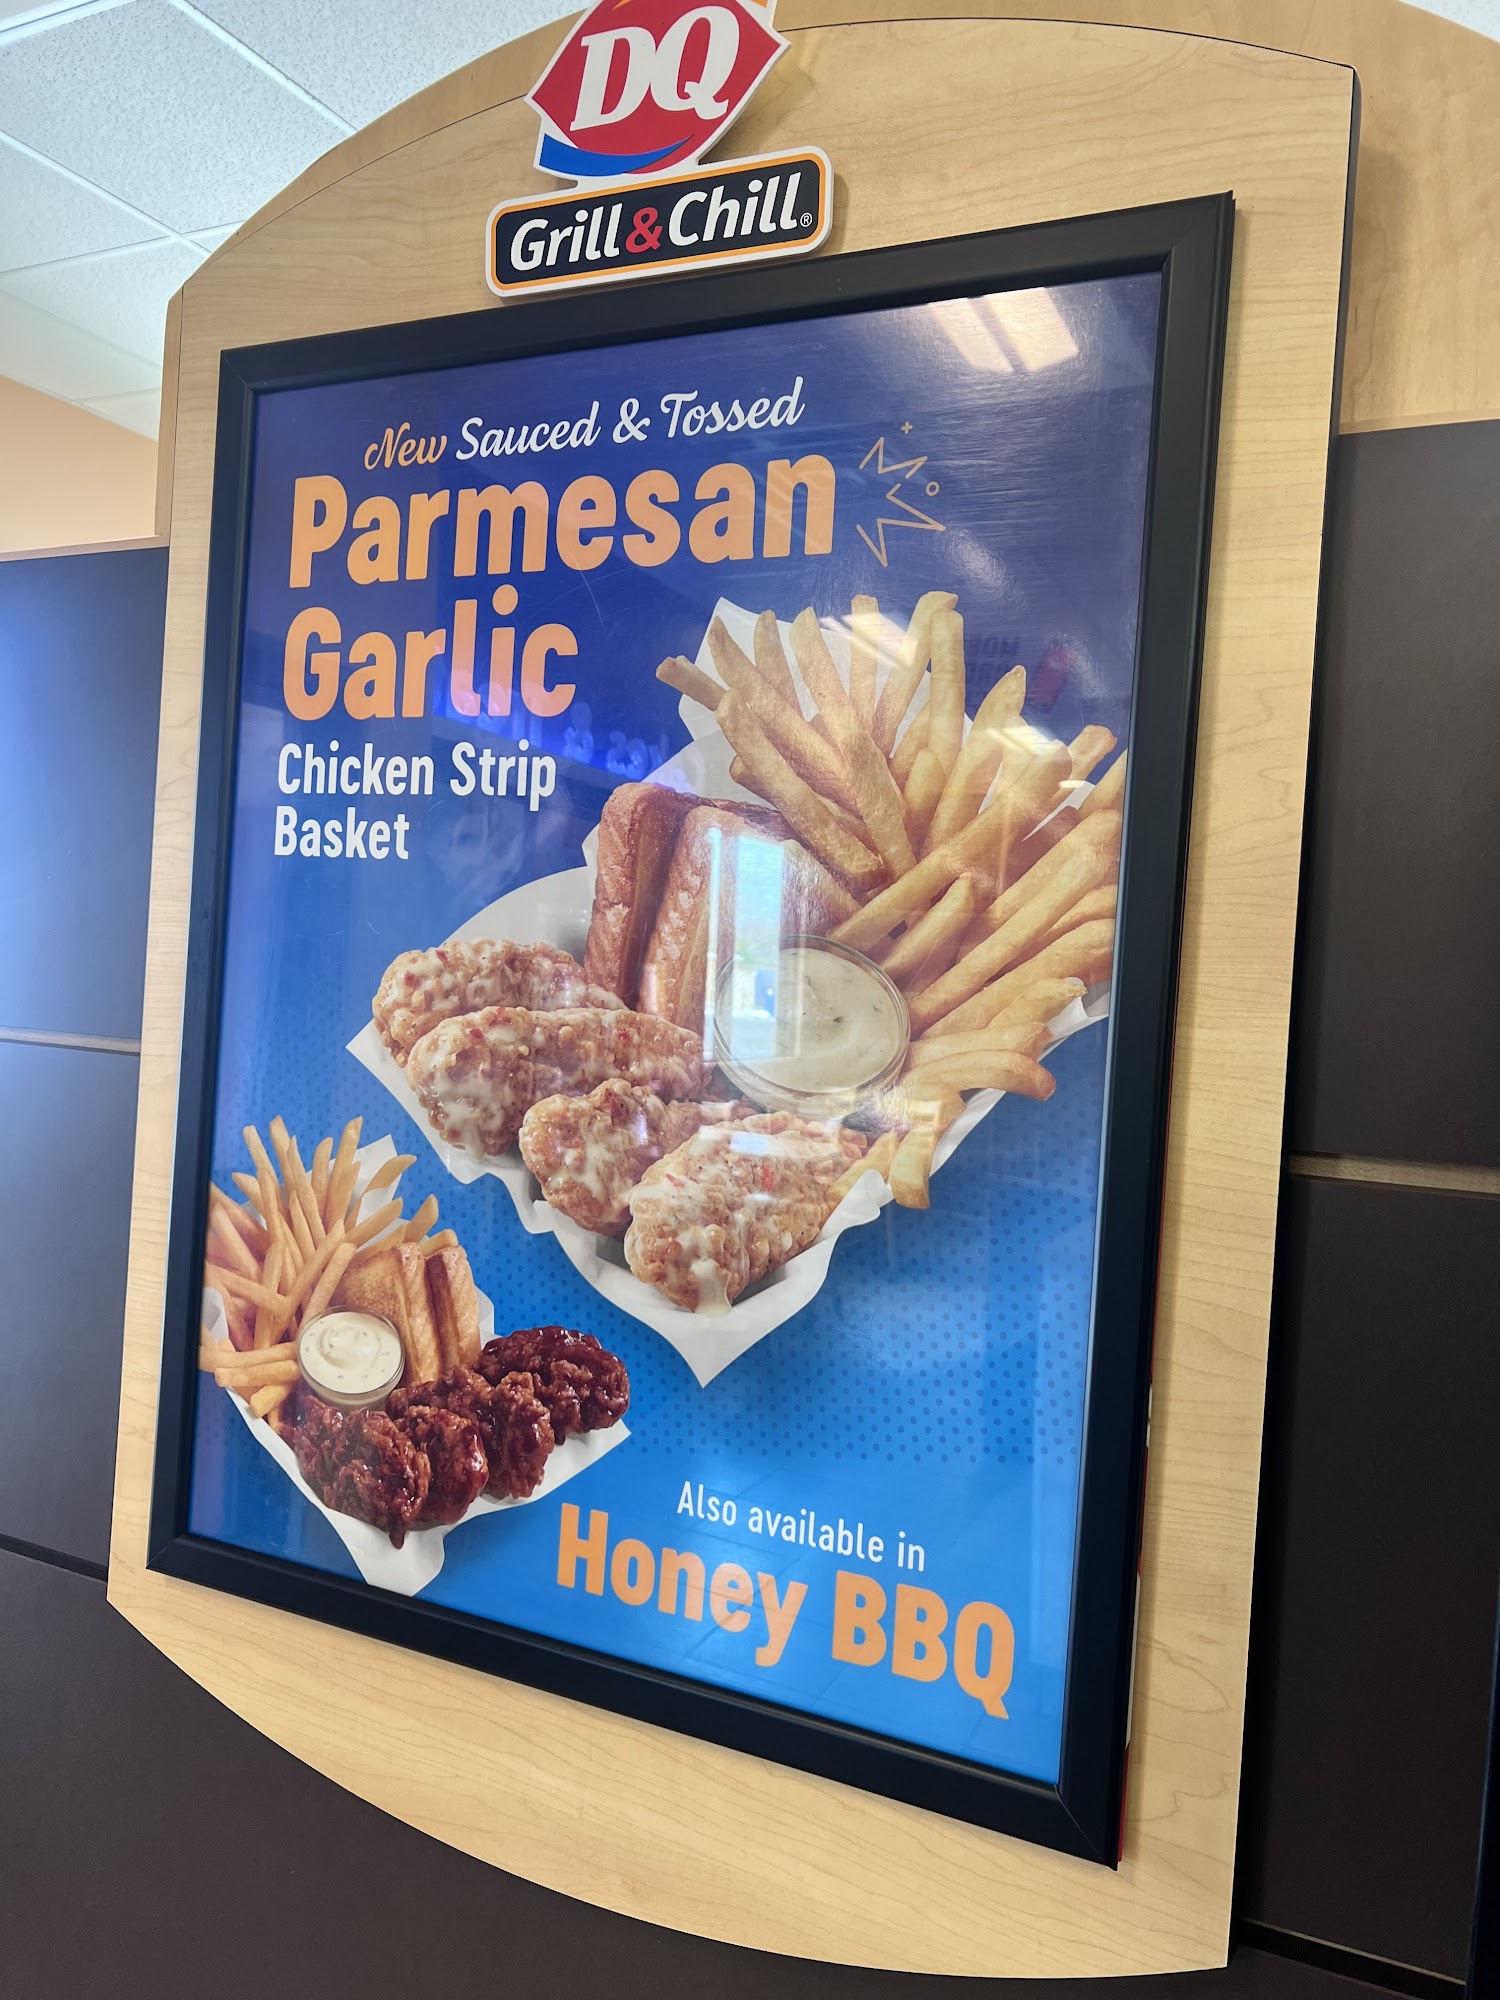 DQ
Grill & Chill®
New Sauced & Tossed
Parmesan
Garlic
Chicken Strip
Basket
Also available in
Honey BBQ